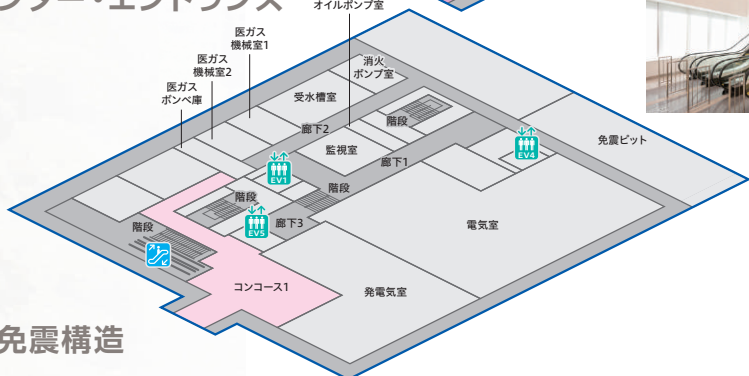 ンター・エントランス
オイルポンプ室
医ガス
機械室1
医ガス
機械室2
医ガス
ボンベ庫
消火
ポンプ室
受水槽室
廊下2
階段
監視室
廊下1
EV4
免震ピット
EV1
階段
階段
EV5
廊下3
電気室
階段
コンコース1
発電気室
免震構造